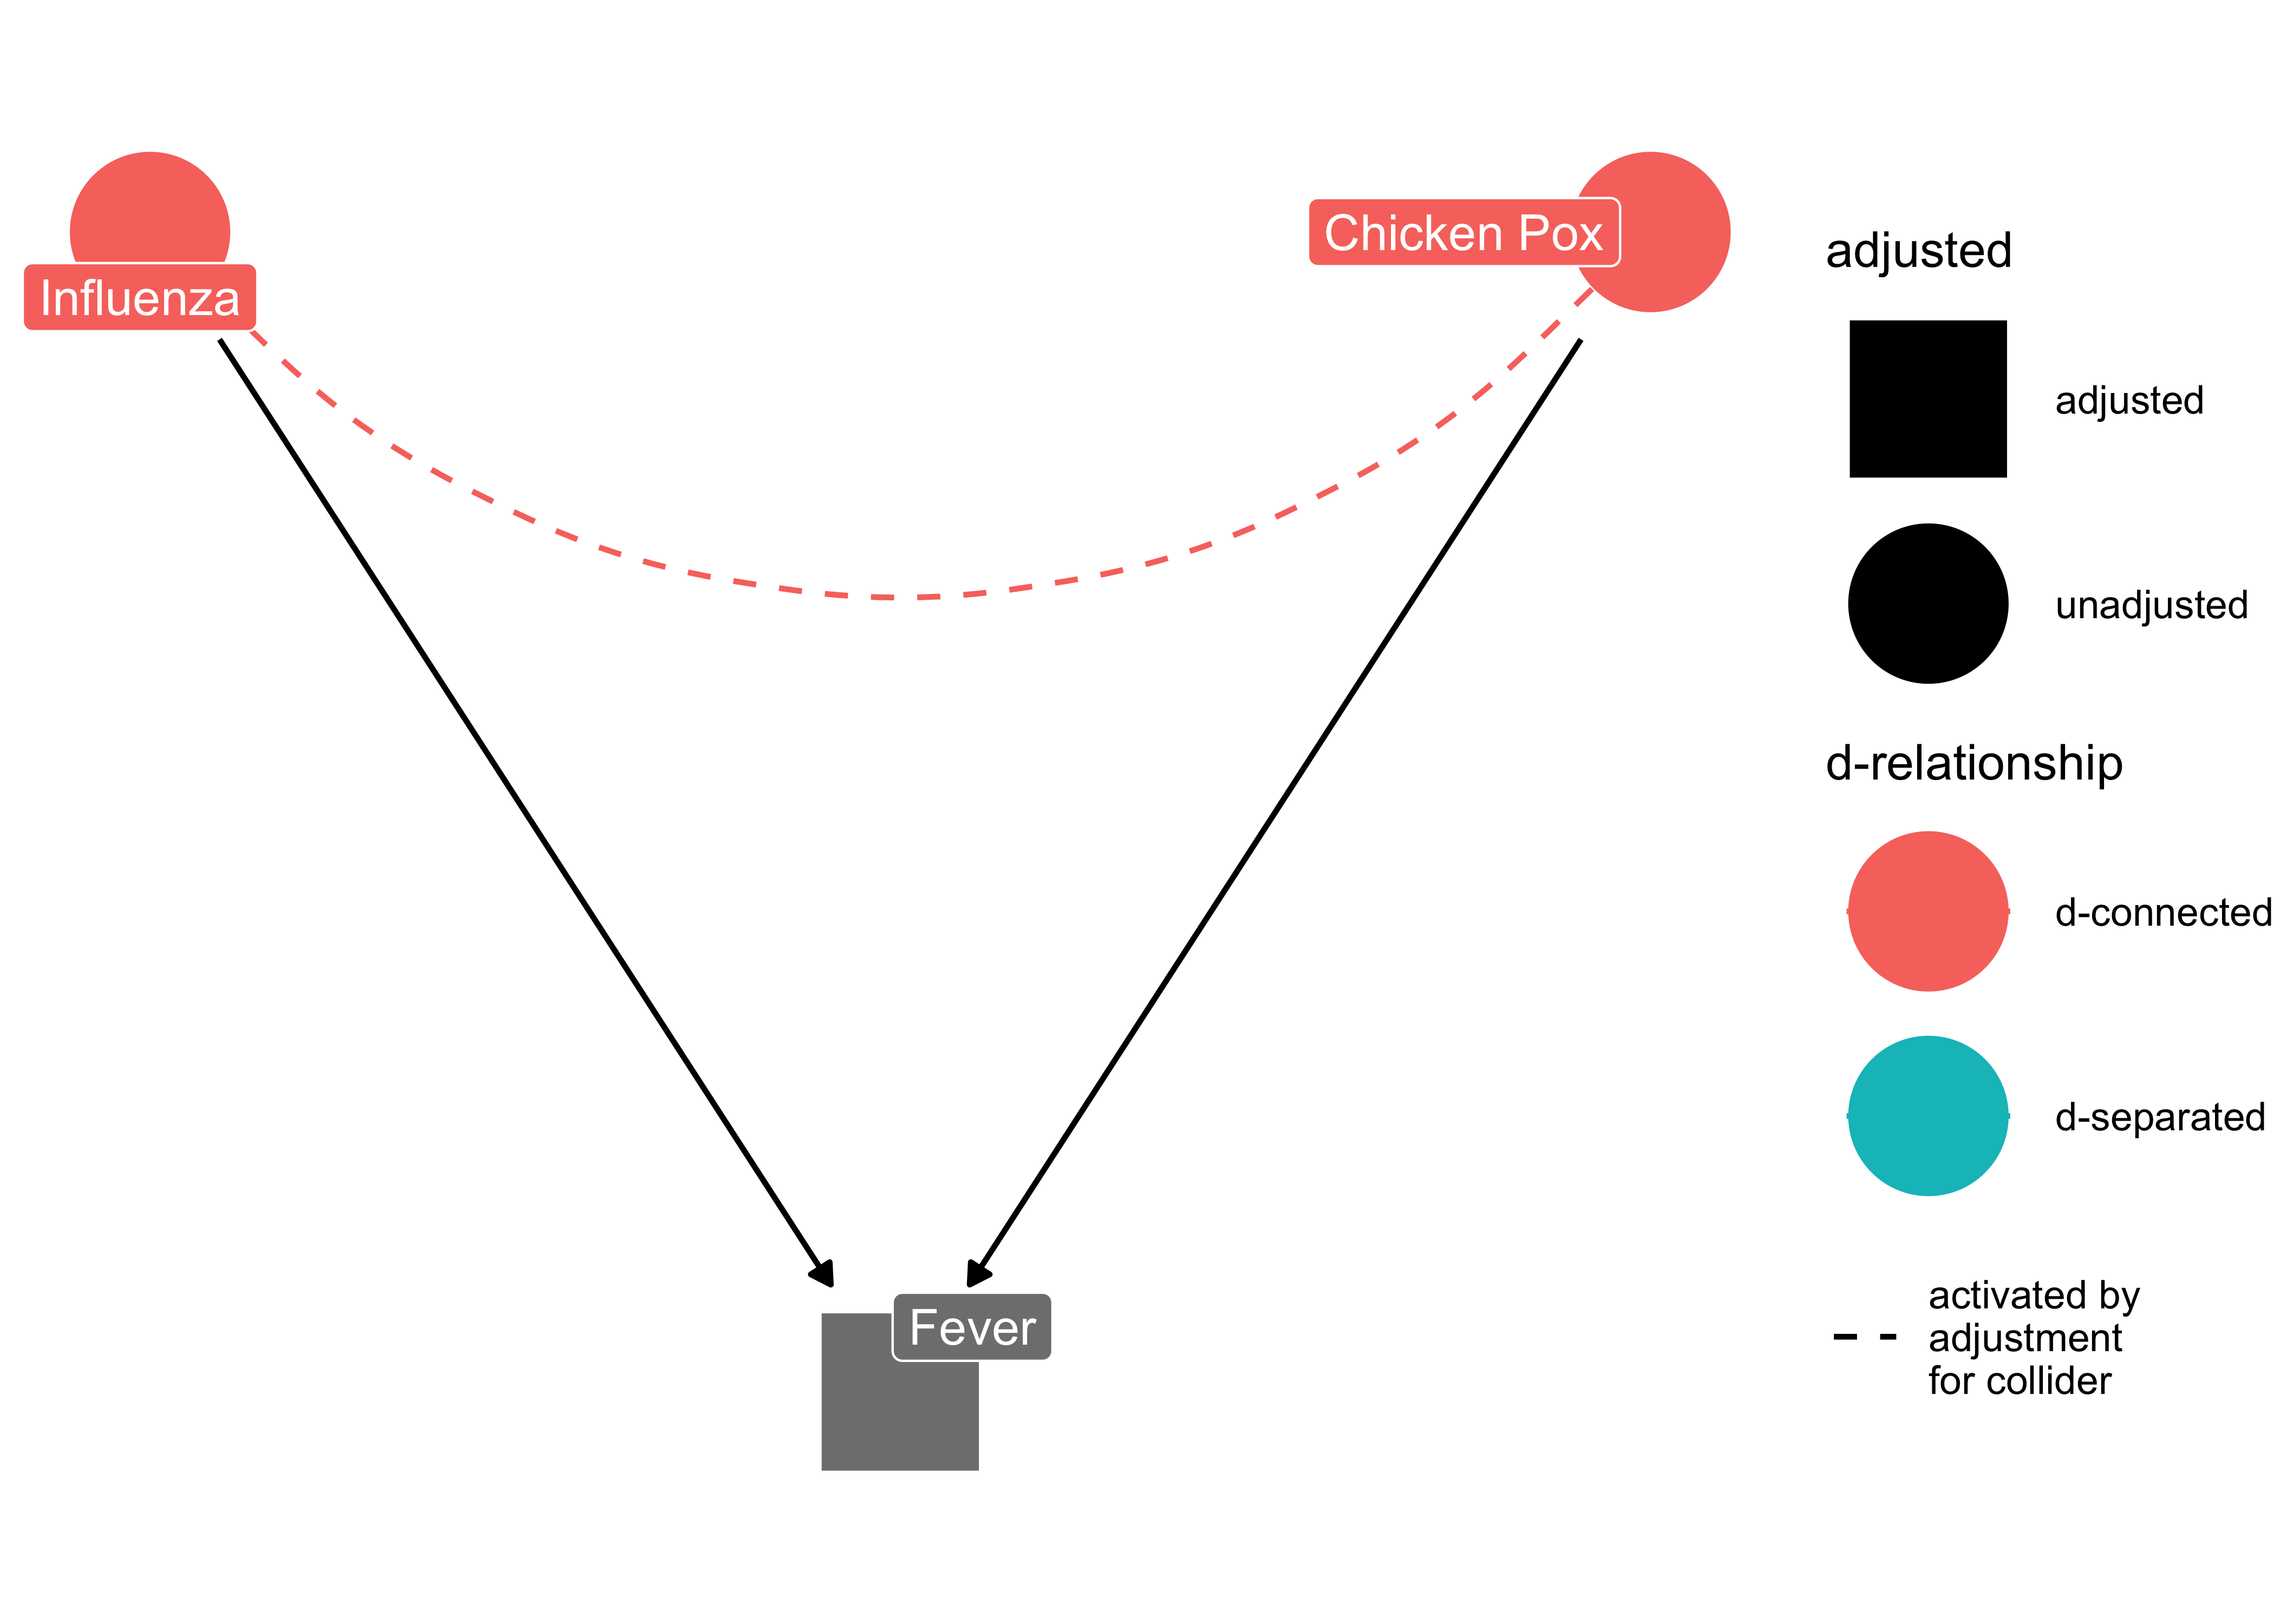 Influenza
Chicken Pox
Fever
adjusted
adjusted
unadjusted
d-relationship
d-connected
d-separated
activated by
adjustment
for collider